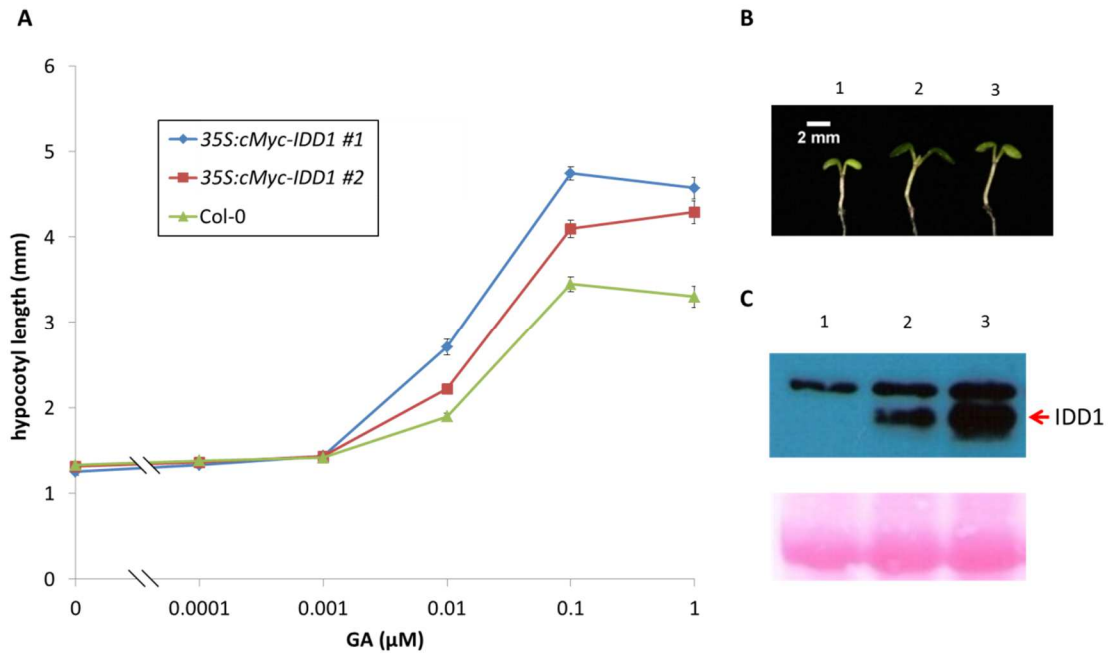 A
6
5
4
3
2
1
0
hypocotyl length (mm)
35S:cMyc-IDD1 #1
35S:cMyc-IDD1 #2
Col-0
0 0.0001 0.001 0.01 0.1 1
GA (μM)
B
1 2 3
2 mm
C
1 2 3
IDD1